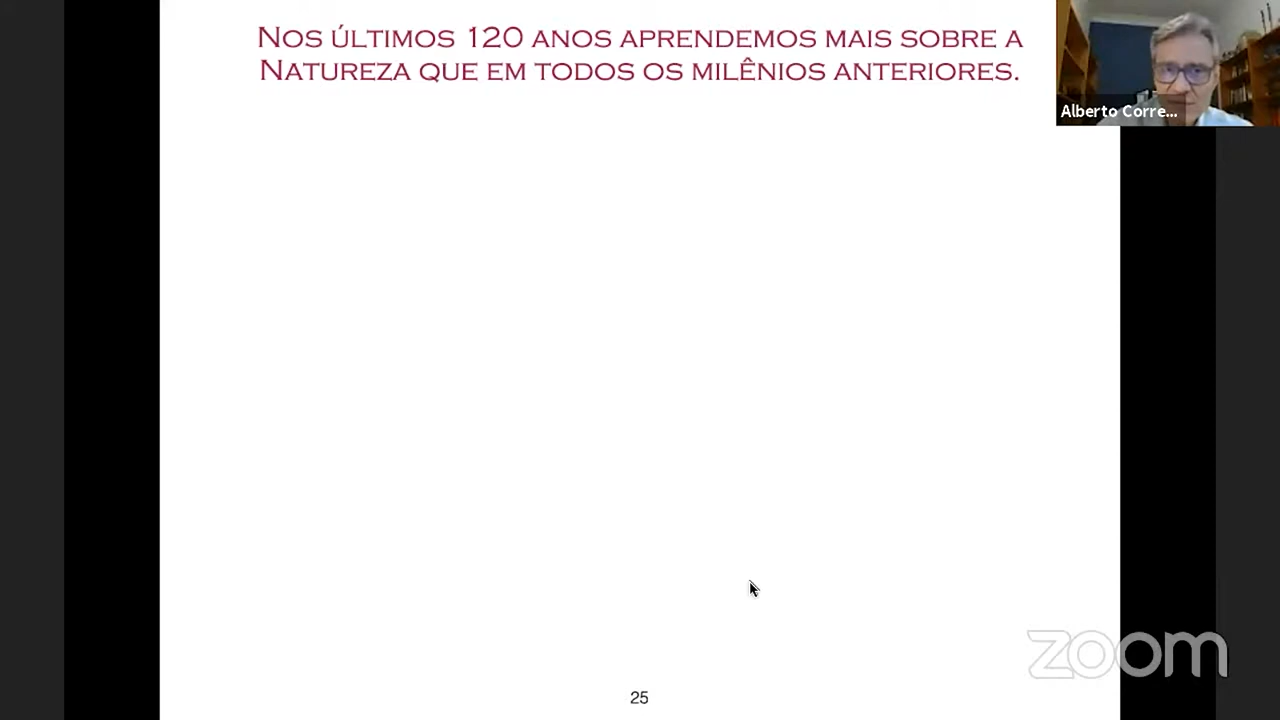 Nos últimos 120 anos aprendemos mais sobre a
Natureza que em todos os milênios anteriores.
Alberto Corre...
zoom
25